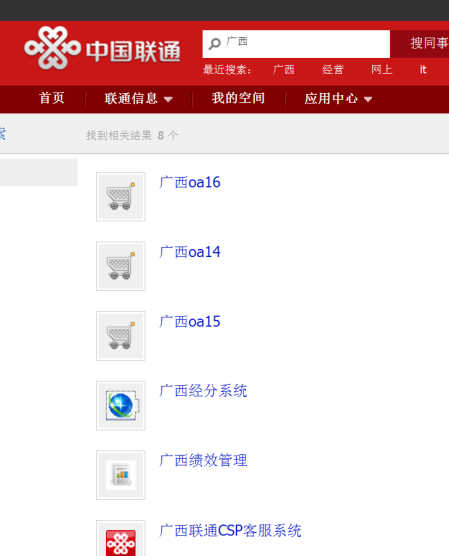 中国联通
广西
搜同事
最近搜索： 广西 经营 网上 it
首页 联通信息 我的空间 应用中心
索
找到相关结果 8 个
广西oa16
广西oa14
广西oa15
广西经分系统
广西绩效管理
广西联通CSP客服系统